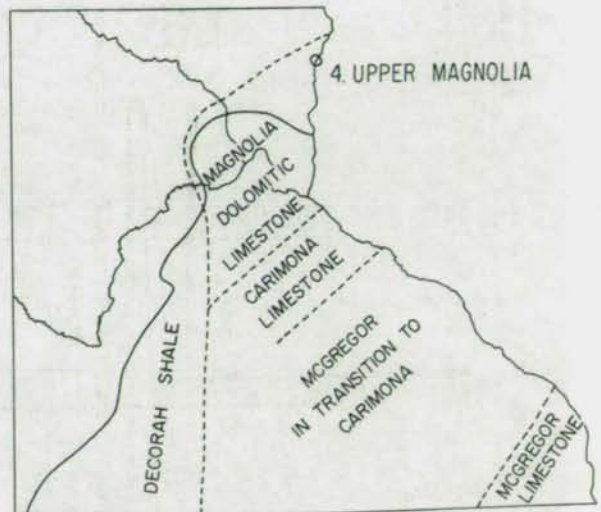 4. UPPER MAGNOLIA
MAGNOLIA
DOLOMITIC
LIMESTONE
CARIMONA
LIMESTONE
MCGREGOR
IN TRANSITION TO
CARIMONA
DECORAH SHALE
MCGREGOR
LIMESTONE